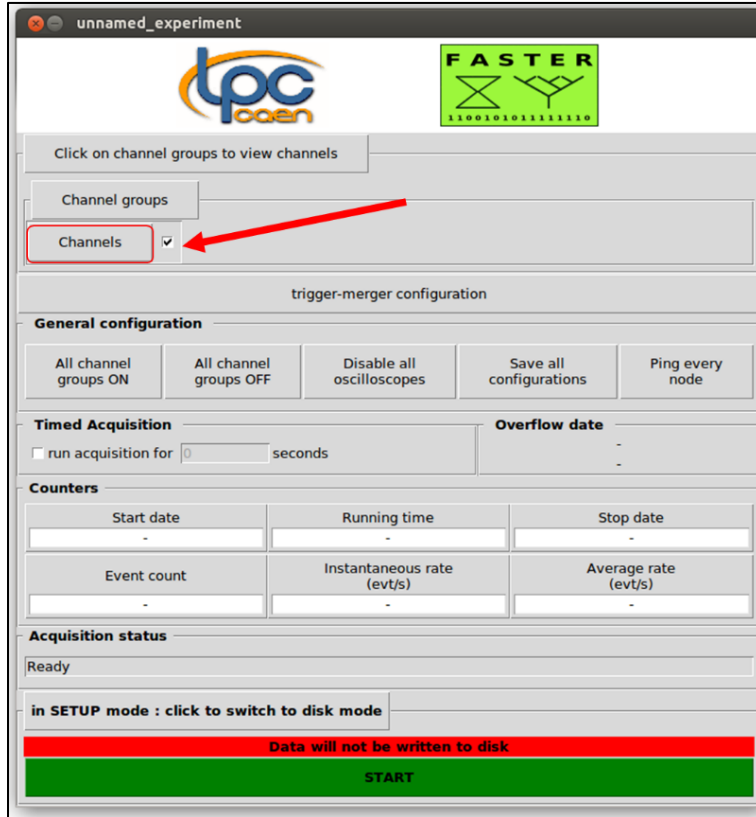 unnamed_experiment
lpc
caen
FASTER
1100101011111110
Click on channel groups to view channels
Channel groups
Channels
trigger-merger configuration
General configuration
All channel
groups ON
All channel
groups OFF
Disable all
oscilloscopes
Save all
configurations
Ping every
node
Timed Acquisition
run acquisition for 0 seconds
Overflow date
-
-
Counters
Start date
Running time
Stop date
-
-
-
Event count
Instantaneous rate
(evt/s)
Average rate
(evt/s)
-
-
-
Acquisition status
Ready
in SETUP mode : click to switch to disk mode
Data will not be written to disk
START